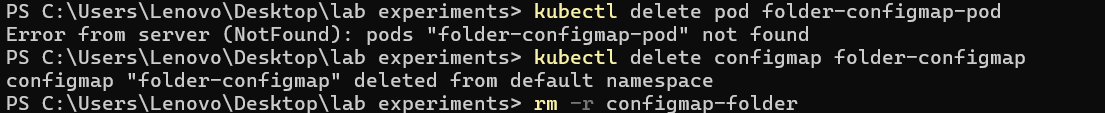 PS C:\Users\Lenovo\Desktop\lab experiments> kubectl delete pod folder-configmap-pod
Error from server (NotFound): pods "folder-configmap-pod" not found
PS C:\Users\Lenovo\Desktop\lab experiments> kubectl delete configmap folder-configmap
configmap "folder-configmap" deleted from default namespace
PS C:\Users\Lenovo\Desktop\lab experiments> rm -r configmap-folder